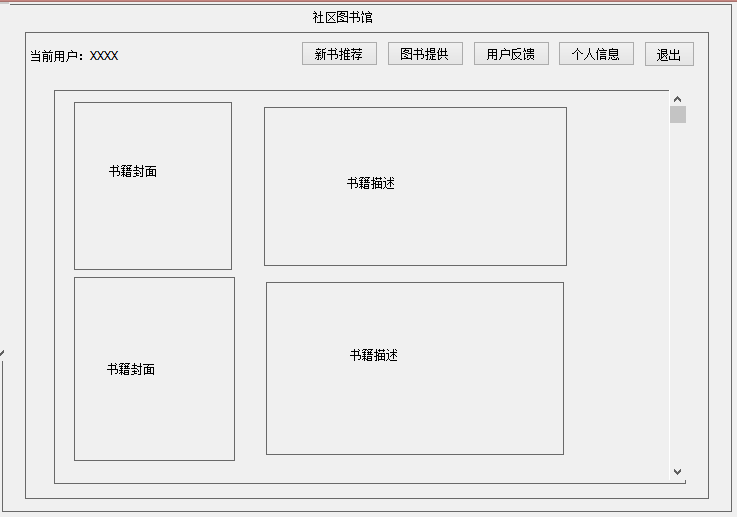 社区图书馆
当前用户：XXXX
新书推荐
图书提供
用户反馈
个人信息
退出
书籍封面
书籍描述
书籍封面
书籍描述